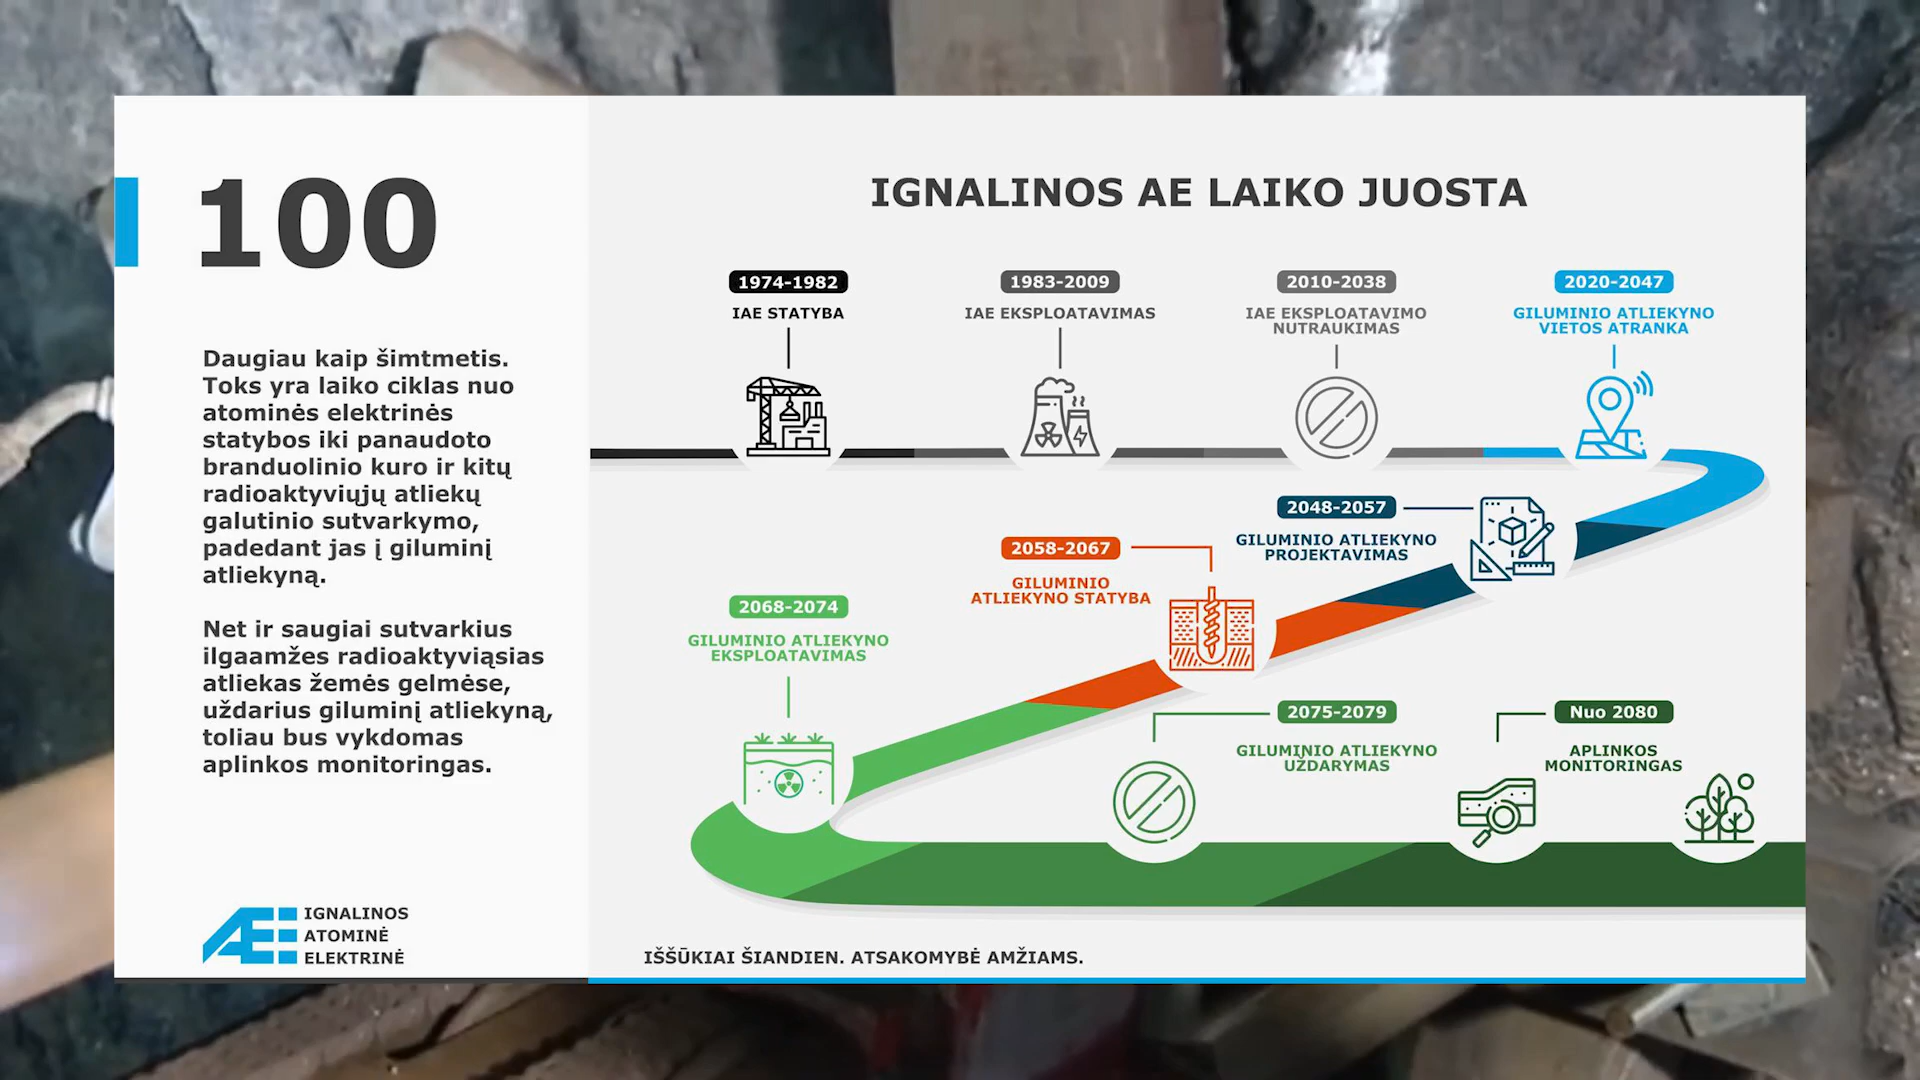 100
Daugiau kaip šimtmetis.
Toks yra laiko ciklas nuo
atominės elektrinės
statybos iki panaudoto
branduolinio kuro ir kitų
radioaktyviųjų atliekų
galutinio sutvarkymo,
padedant jas į giluminį
atliekyną.
Net ir saugiai sutvarkius
ilgaamžes radioaktyviąsias
atliekas žemės gelmėse,
uždarius giluminį atliekyną,
toliau bus vykdomas
aplinkos monitoringas.
IGNALINOS
ATOMINĖ
ELEKTRINĖ
IGNALINOS AE LAIKO JUOSTA
1974-1982
IAE STATYBA
1983-2009
IAE EKSPLOATAVIMAS
2010-2038
IAE EKSPLOATAVIMO
NUTRAUKIMAS
2020-2047
GILUMINIO ATLIEKYNO
VIETOS ATRANKA
2048-2057
GILUMINIO ATLIEKYNO
PROJEKTAVIMAS
2058-2067
GILUMINIO
ATLIEKYNO STATYBA
2068-2074
GILUMINIO ATLIEKYNO
EKSPLOATAVIMAS
2075-2079
GILUMINIO ATLIEKYNO
UŽDARYMAS
Nuo 2080
APLINKOS
MONITORINGAS
IŠŠŪKIAI ŠIANDIEN. ATSAKOMYBĖ AMŽIAMS.